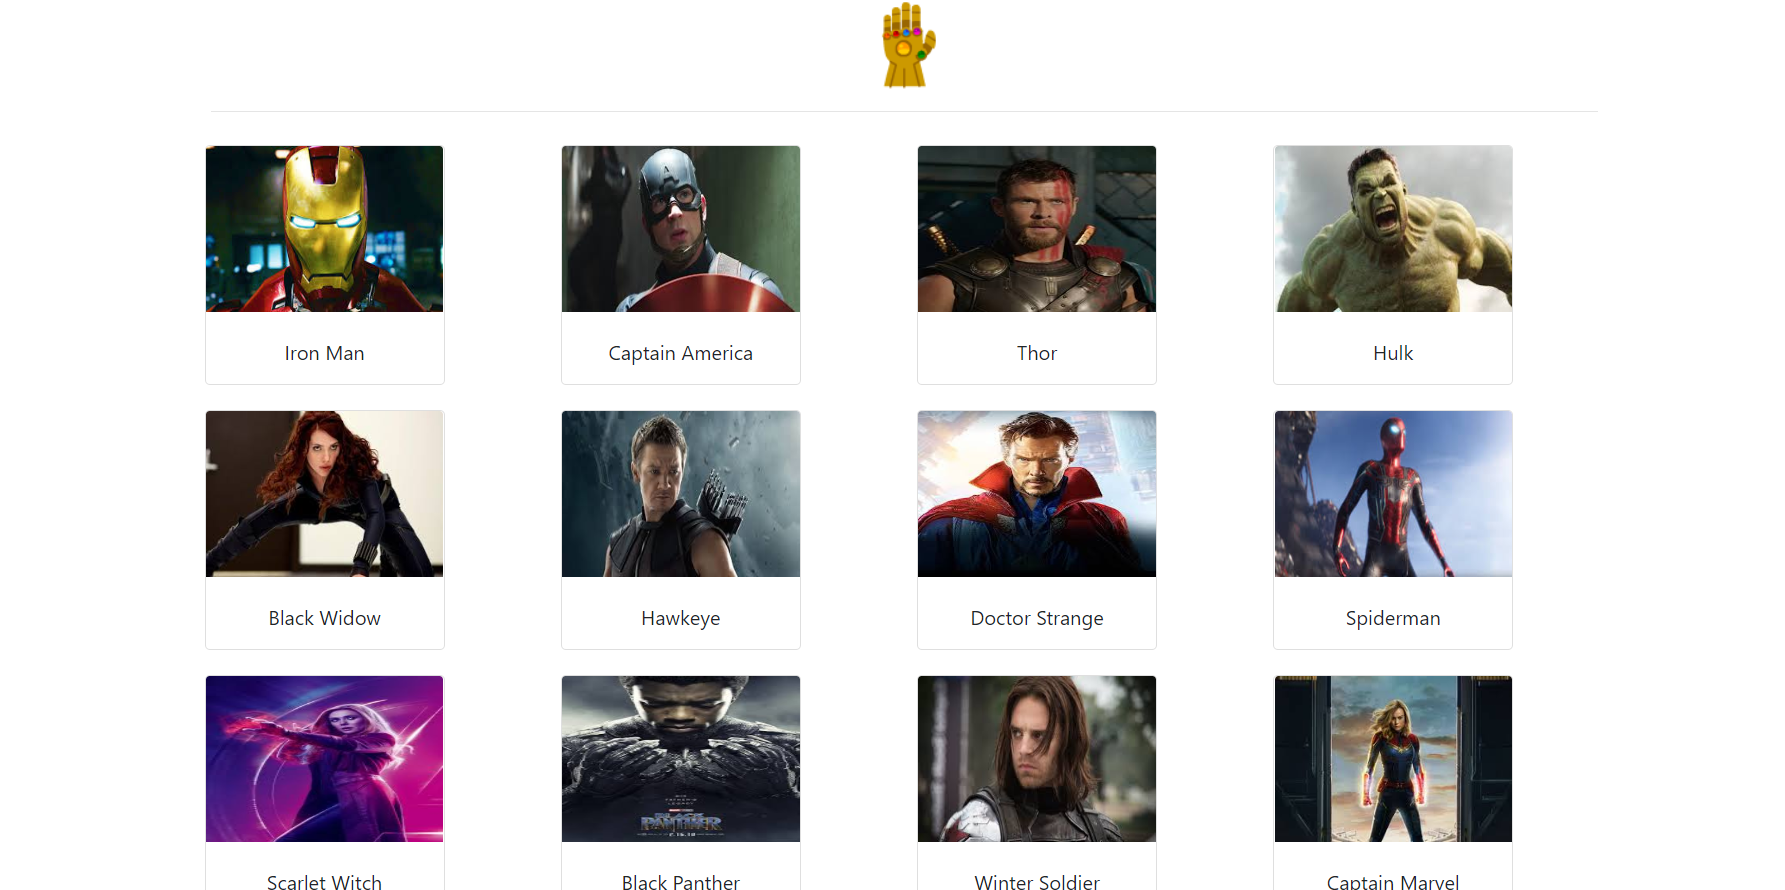 Iron Man
Captain America
Thor
Hulk
Black Widow
Hawkeye
Doctor Strange
Spiderman
BLACK
PANTHER
Scarlet Witch
Black Panther
Winter Soldier
Captain Marvel